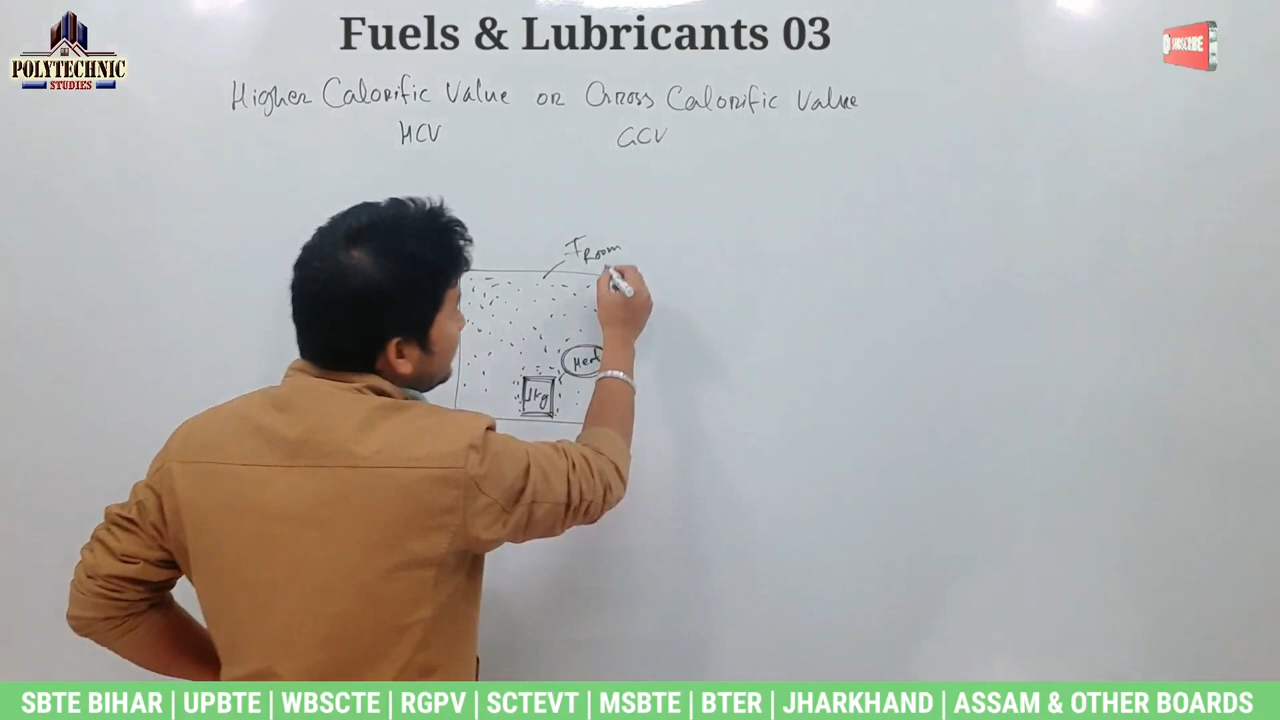 Fuels & Lubricants 03
POLYTECHNIC
STUDIES
SUBSCRIBE
Higher Calorific Value or Gross Calorific Value
HCV GCV
T Room
1kg
SBTE BIHAR | UPBTE | WBSCTE | RGPV | SCTEVT | MSBTE | BTER | JHARKHAND | ASSAM & OTHER BOARDS